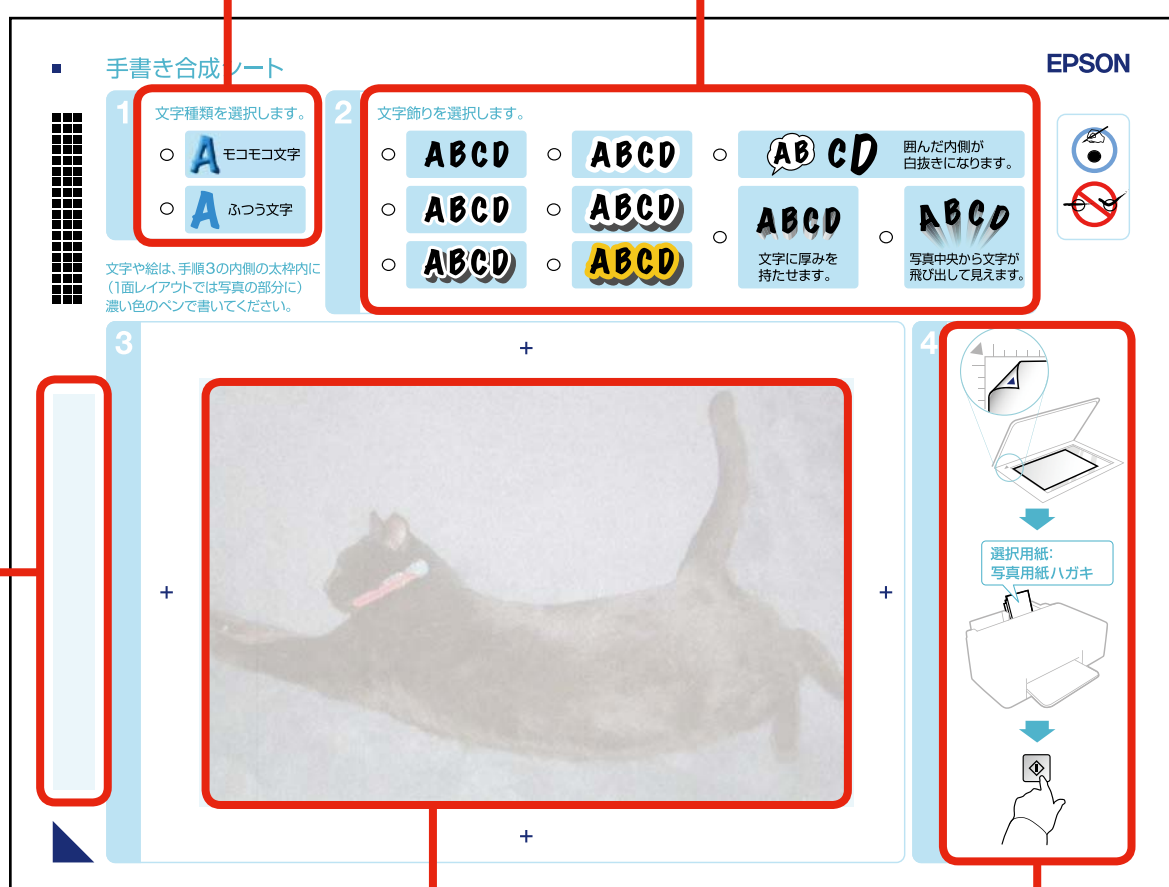 手書き合成シート
EPSON
1
文字種類を選択します。
A モコモコ文字
A ふつう文字
文字や絵は、手順3の内側の太枠内に
（1面レイアウトでは写真の部分に）
濃い色のペンで書いてください。
2
文字飾りを選択します。
ABCD
ABCD
AB CD
囲んだ内側が
白抜きになります。
ABCD
ABCD
ABCD
ABCD
ABCD
文字に厚みを
持たせます。
ABCD
写真中央から文字が
飛び出して見えます。
3
4
選択用紙：
写真用紙ハガキ